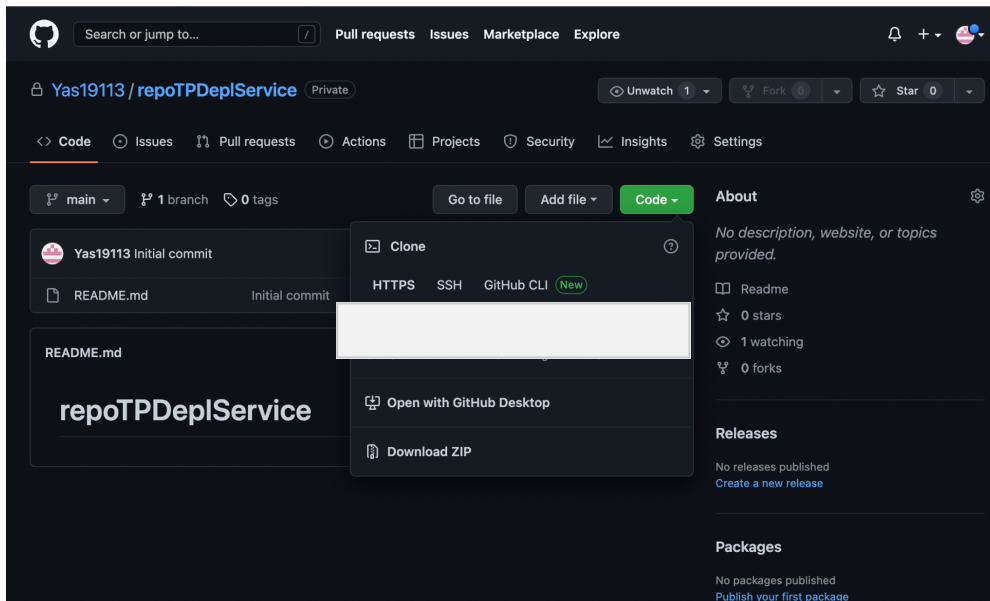 Search or jump to... /
Pull requests Issues Marketplace Explore
Yas19113 / repoTPDeplService Private
Unwatch 1 Fork 0 Star 0
Code Issues Pull requests Actions Projects Security Insights Settings
main 1 branch 0 tags Go to file Add file Code
Yas19113 Initial commit
README.md Initial commit
README.md
repoTPDeplService
Clone
HTTPS SSH GitHub CLI New
Open with GitHub Desktop
Download ZIP
About
No description, website, or topics
provided.
Readme
0 stars
1 watching
0 forks
Releases
No releases published
Create a new release
Packages
No packages published
Publish your first package